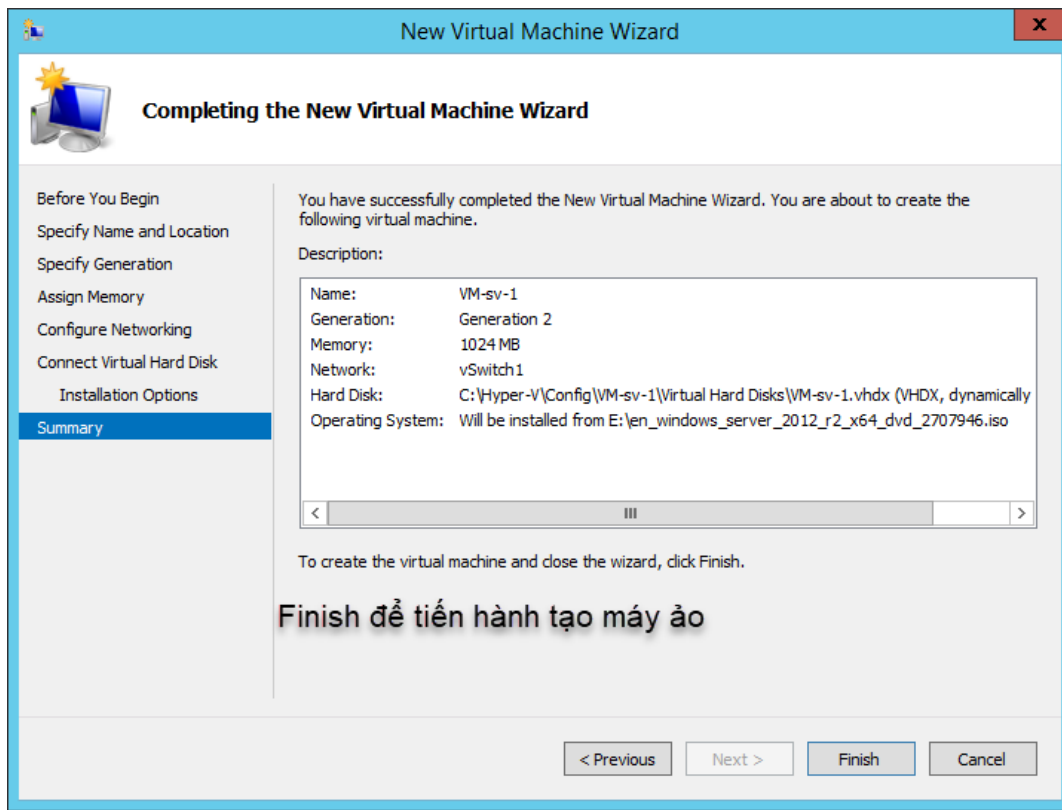 New Virtual Machine Wizard
x
Completing the New Virtual Machine Wizard
Before You Begin
Specify Name and Location
Specify Generation
Assign Memory
Configure Networking
Connect Virtual Hard Disk
Installation Options
Summary
You have successfully completed the New Virtual Machine Wizard. You are about to create the
following virtual machine.
Description:
Name: VM-sv-1
Generation: Generation 2
Memory: 1024 MB
Network: vSwitch1
Hard Disk: C:\Hyper-V\Config\VM-sv-1\Virtual Hard Disks\VM-sv-1.vhdx (VHDX, dynamically
Operating System: Will be installed from E:\en_windows_server_2012_r2_x64_dvd_2707946.iso
To create the virtual machine and close the wizard, click Finish.
Finish để tiến hành tạo máy ảo
< Previous Next > Finish Cancel